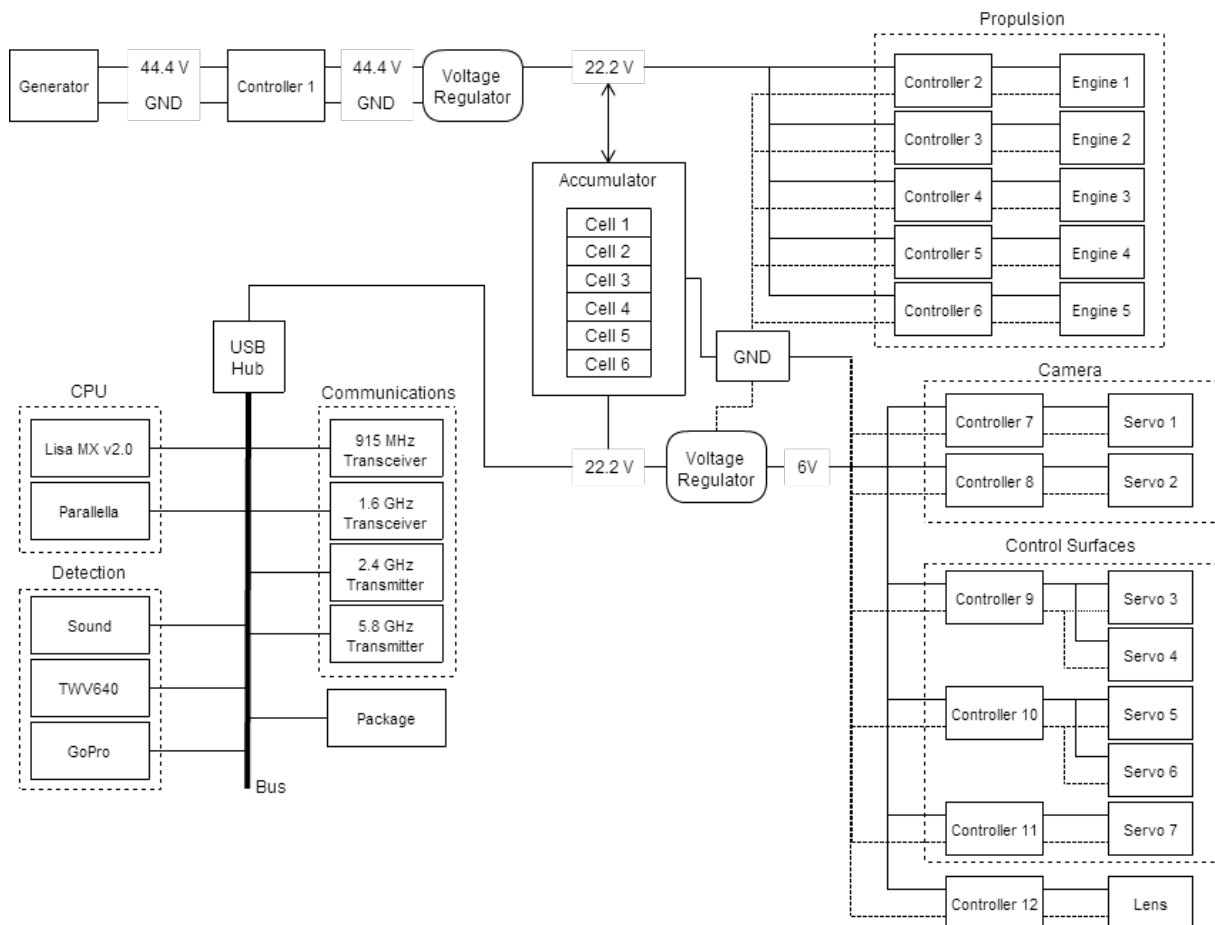 Propulsion
Generator
44.4 V
GND
Controller 1
44.4 V
GND
Voltage
Regulator
22.2 V
Controller 2
Engine 1
Controller 3
Engine 2
Controller 4
Engine 3
Controller 5
Engine 4
Controller 6
Engine 5
Accumulator
Cell 1
Cell 2
Cell 3
Cell 4
Cell 5
Cell 6
GND
USB
Hub
CPU
Lisa MX v2.0
Parallella
Communications
915 MHz
Transceiver
1.6 GHz
Transceiver
2.4 GHz
Transmitter
5.8 GHz
Transmitter
Detection
Sound
TWV640
GoPro
Package
Bus
22.2 V
Voltage
Regulator
6V
Camera
Controller 7
Servo 1
Controller 8
Servo 2
Control Surfaces
Controller 9
Servo 3
Servo 4
Controller 10
Servo 5
Servo 6
Controller 11
Servo 7
Controller 12
Lens